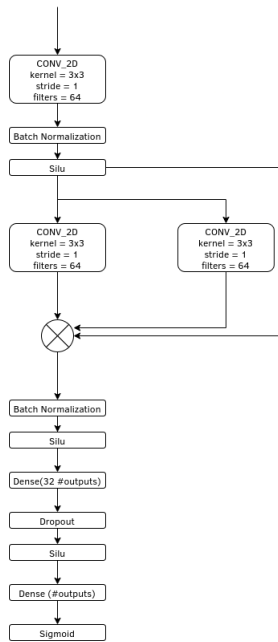 CONV_2D
kernel = 3x3
stride = 1
filters = 64
Batch Normalization
Silu
CONV_2D
kernel = 3x3
stride = 1
filters = 64
CONV_2D
kernel = 3x3
stride = 1
filters = 64
Batch Normalization
Silu
Dense(32 #outputs)
Dropout
Silu
Dense (#outputs)
Sigmoid